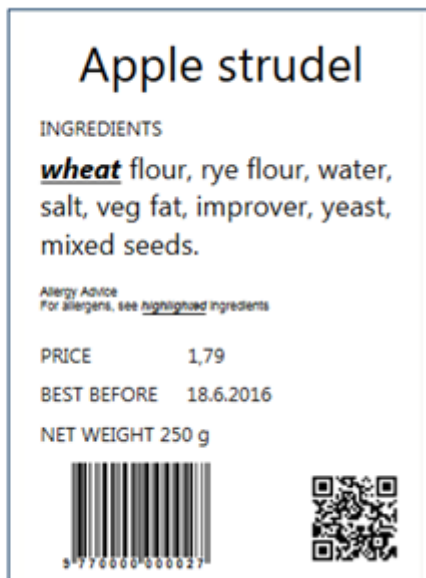 Apple strudel
INGREDIENTS
wheat flour, rye flour, water,
salt, veg fat, improver, yeast,
mixed seeds.
Allergy Advice
For allergens, see highlighted ingredients
PRICE 1,79
BEST BEFORE 18.6.2016
NET WEIGHT 250 g
9 770000 000027